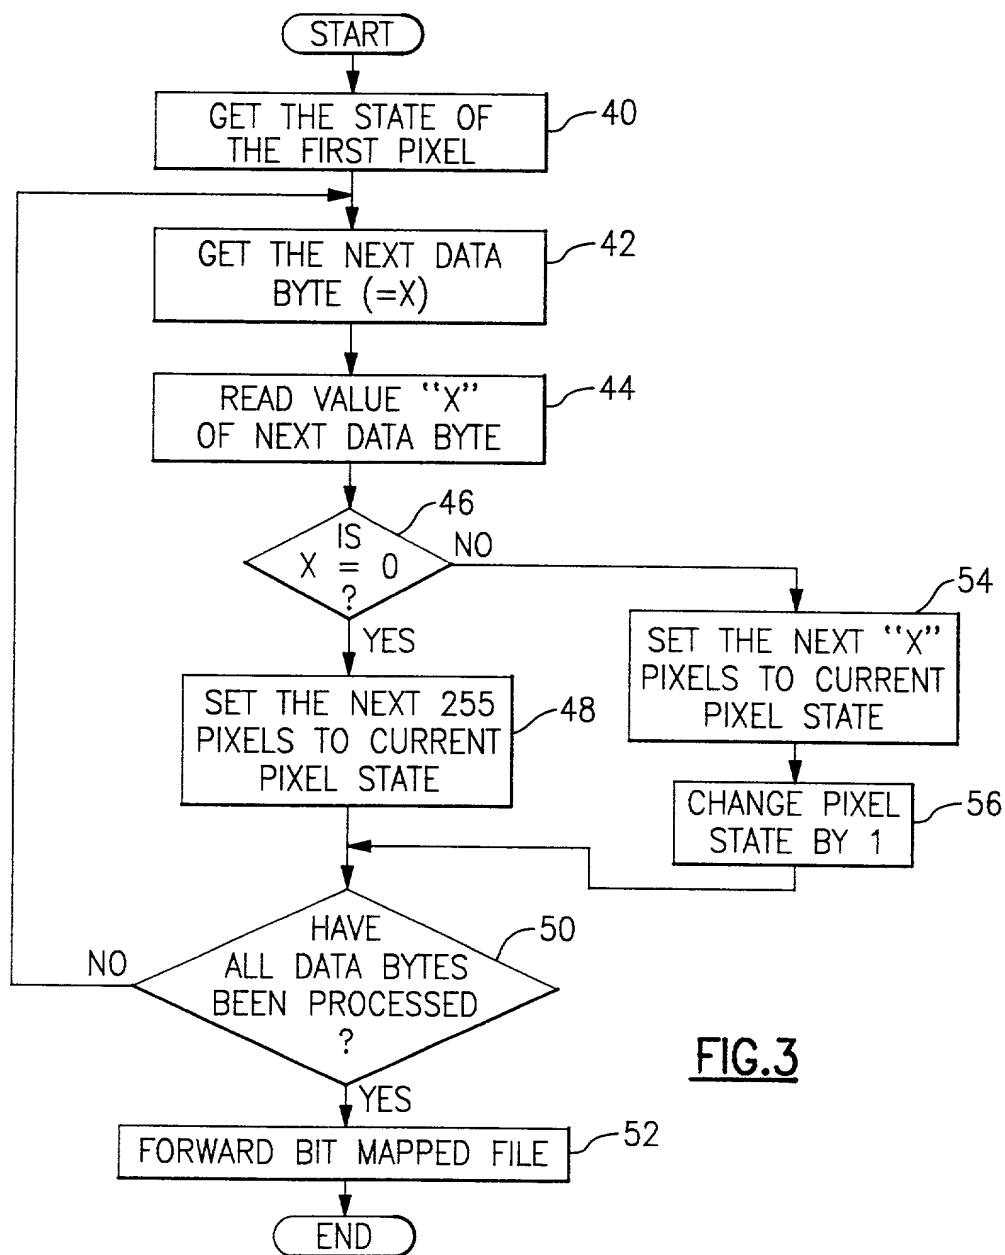 START
GET THE STATE OF
THE FIRST PIXEL
40
GET THE NEXT DATA
BYTE (=X)
42
READ VALUE “X”
OF NEXT DATA BYTE
44
IS
X = 0
?
46
NO
YES
SET THE NEXT “X”
PIXELS TO CURRENT
PIXEL STATE
54
SET THE NEXT 255
PIXELS TO CURRENT
PIXEL STATE
48
CHANGE PIXEL
STATE BY 1
56
HAVE
ALL DATA BYTES
BEEN PROCESSED
?
50
NO
YES
FIG.3
FORWARD BIT MAPPED FILE
52
END